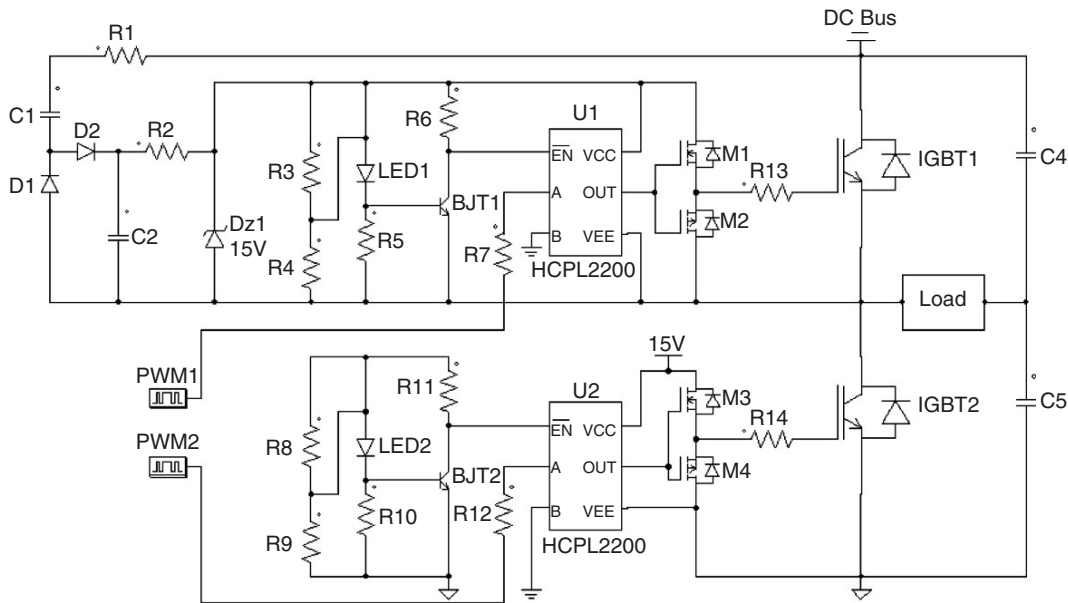 DC Bus
R1
C1
D2
R2
R6
U1
R3
LED1
EN
VCC
M1
R13
IGBT1
C4
D1
A
OUT
BJT1
C2
Dz1
15V
R5
R7
B
VEE
M2
R4
HCPL2200
Load
PWM1
R11
15V
U2
M3
R14
IGBT2
C5
PWM2
R8
LED2
EN
VCC
A
OUT
M4
BJT2
R10
R12
B
VEE
R9
HCPL2200